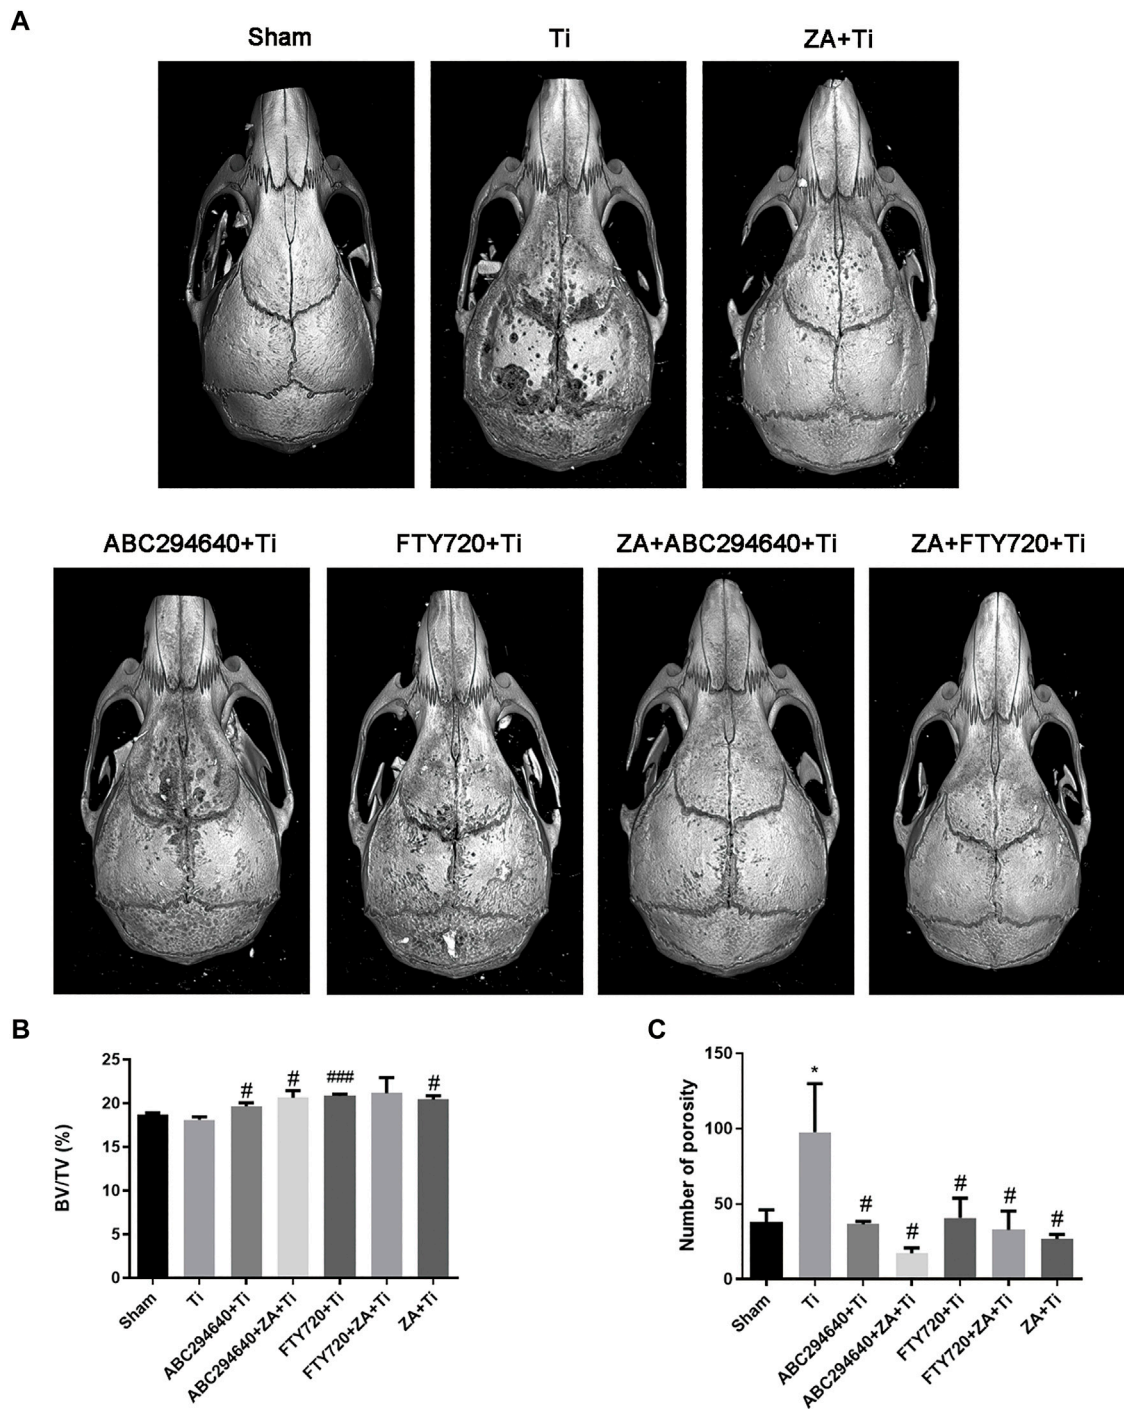 A
Sham Ti ZA+Ti
ABC294640+Ti FTY720+Ti ZA+ABC294640+Ti ZA+FTY720+Ti
B
25
20
15
10
5
0
BV/TV (%)
# # ### #
Sham Ti ABC294640+Ti ABC294640+ZA+Ti FTY720+Ti FTY720+ZA+Ti ZA+Ti
C
150
100
50
0
Number of porosity
* # # # # #
Sham Ti ABC294640+Ti ABC294640+ZA+Ti FTY720+Ti FTY720+ZA+Ti ZA+Ti